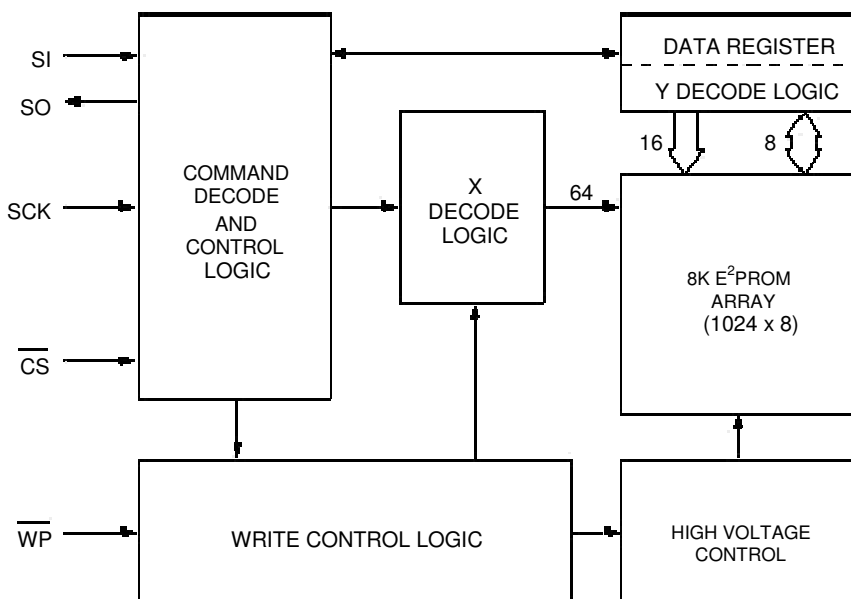 SI
SO
SCK
CS
WP
COMMAND
DECODE
AND
CONTROL
LOGIC
X
DECODE
LOGIC
64
DATA REGISTER
Y DECODE LOGIC
16
8
8K E²PROM
ARRAY
(1024 x 8)
WRITE CONTROL LOGIC
HIGH VOLTAGE
CONTROL